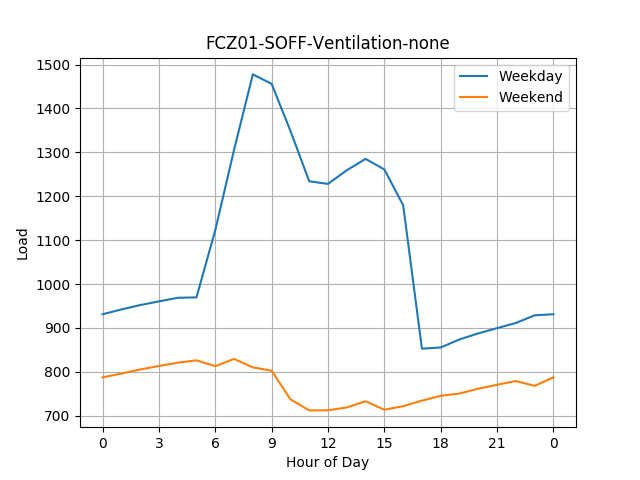 FCZ01-SOFF-Ventilation-none
Weekday
Weekend
Load
1500
1400
1300
1200
1100
1000
900
800
700
0 3 6 9 12 15 18 21 0
Hour of Day